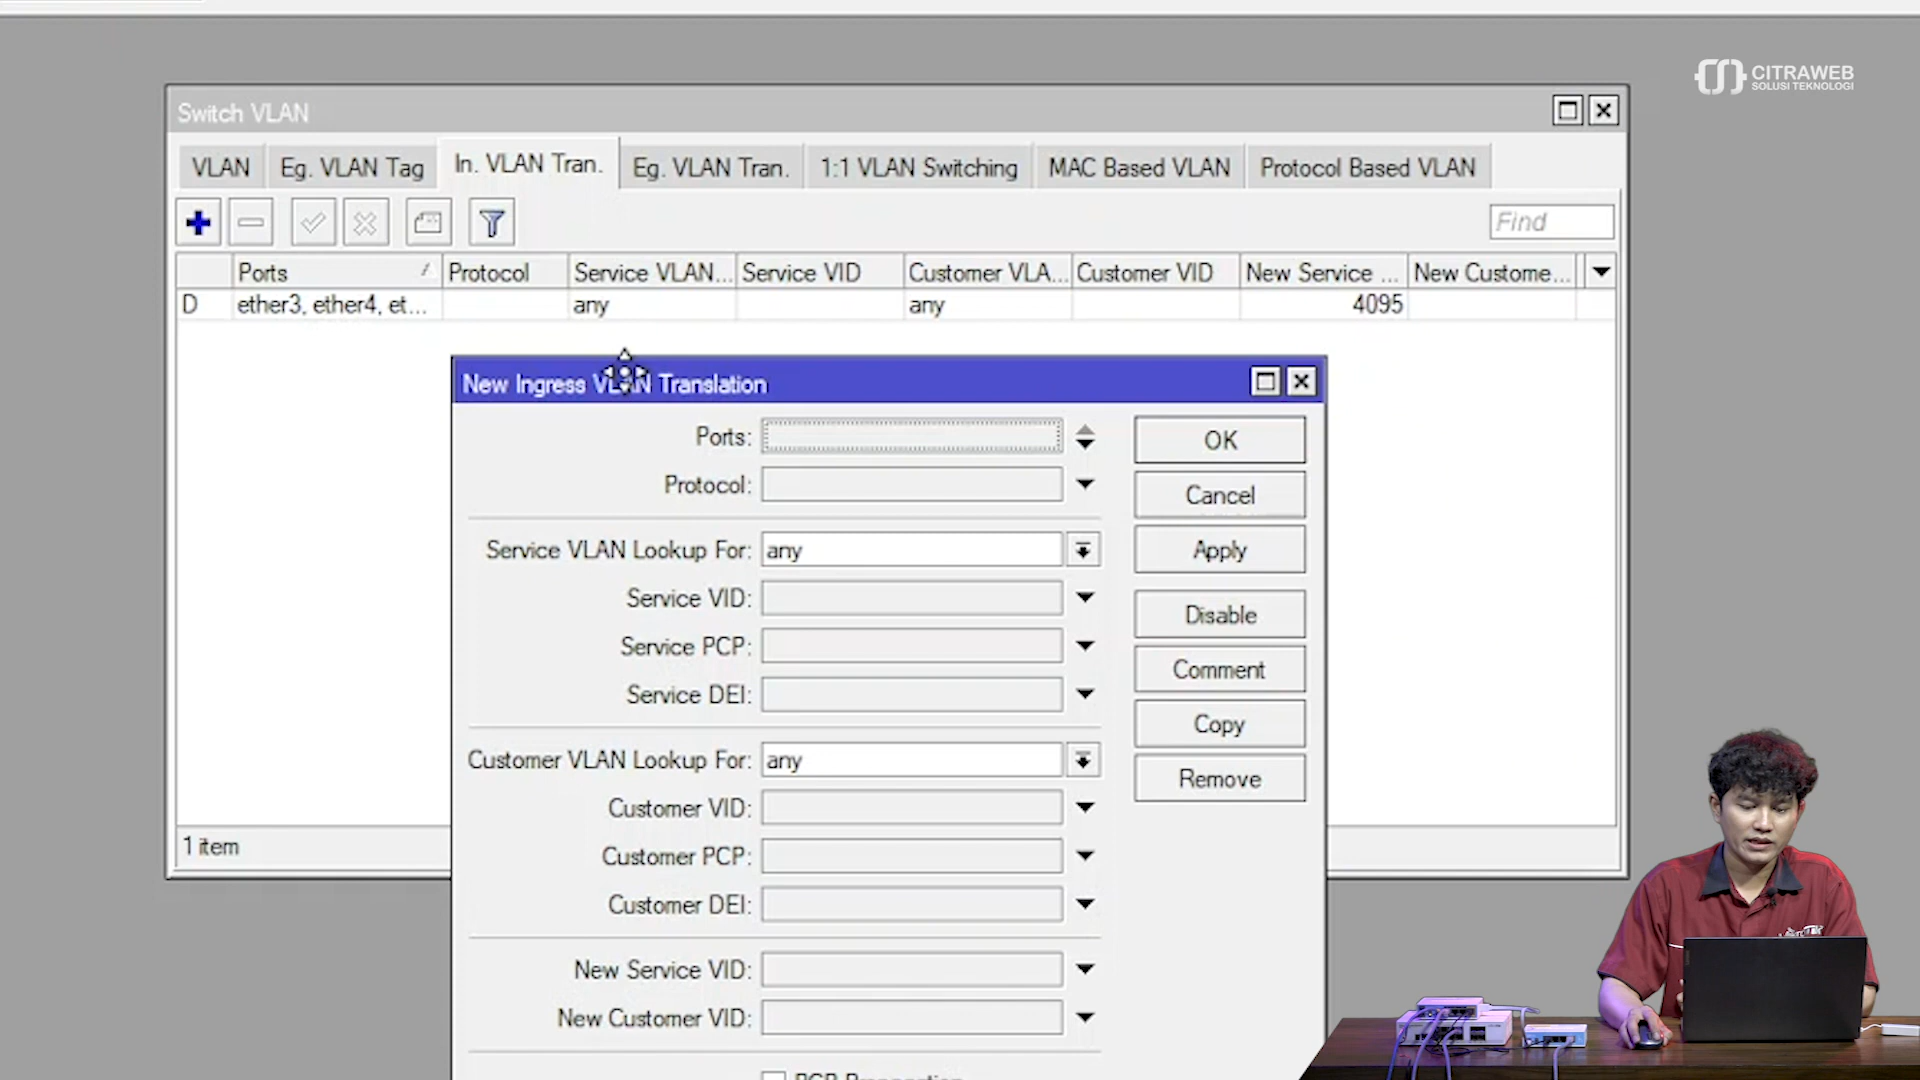 CITRAWEB
SOLUSI TEKNOLOGI
Switch VLAN
VLAN Eg. VLAN Tag In. VLAN Tran. Eg. VLAN Tran. 1:1 VLAN Switching MAC Based VLAN Protocol Based VLAN
Find
Ports / Protocol Service VLAN... Service VID Customer VLA... Customer VID New Service ... New Custome...
D ether3, ether4, et... any any 4095
New Ingress VLAN Translation
Ports:
OK
Protocol:
Cancel
Service VLAN Lookup For: any
Apply
Service VID:
Disable
Service PCP:
Comment
Service DEI:
Copy
Customer VLAN Lookup For: any
Remove
Customer VID:
1 item
Customer PCP:
Customer DEI:
New Service VID:
New Customer VID: